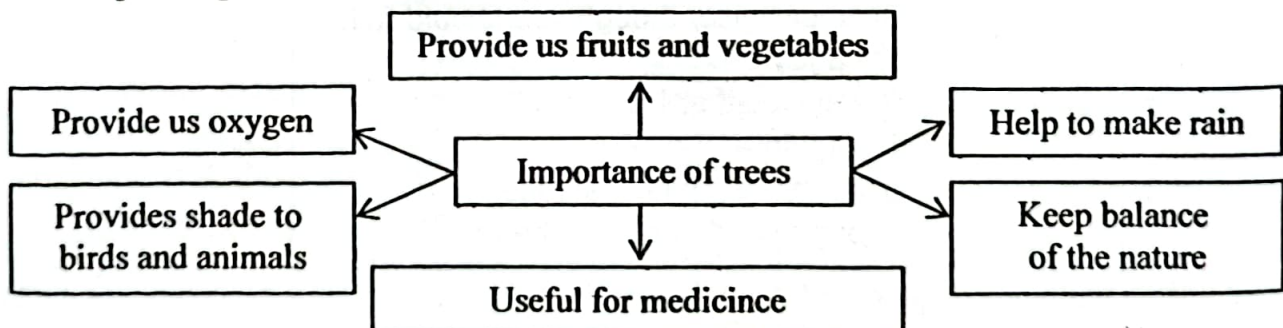 Provide us fruits and vegetables
Provide us oxygen
Help to make rain
Importance of trees
Provides shade to
birds and animals
Keep balance
of the nature
Useful for medicince